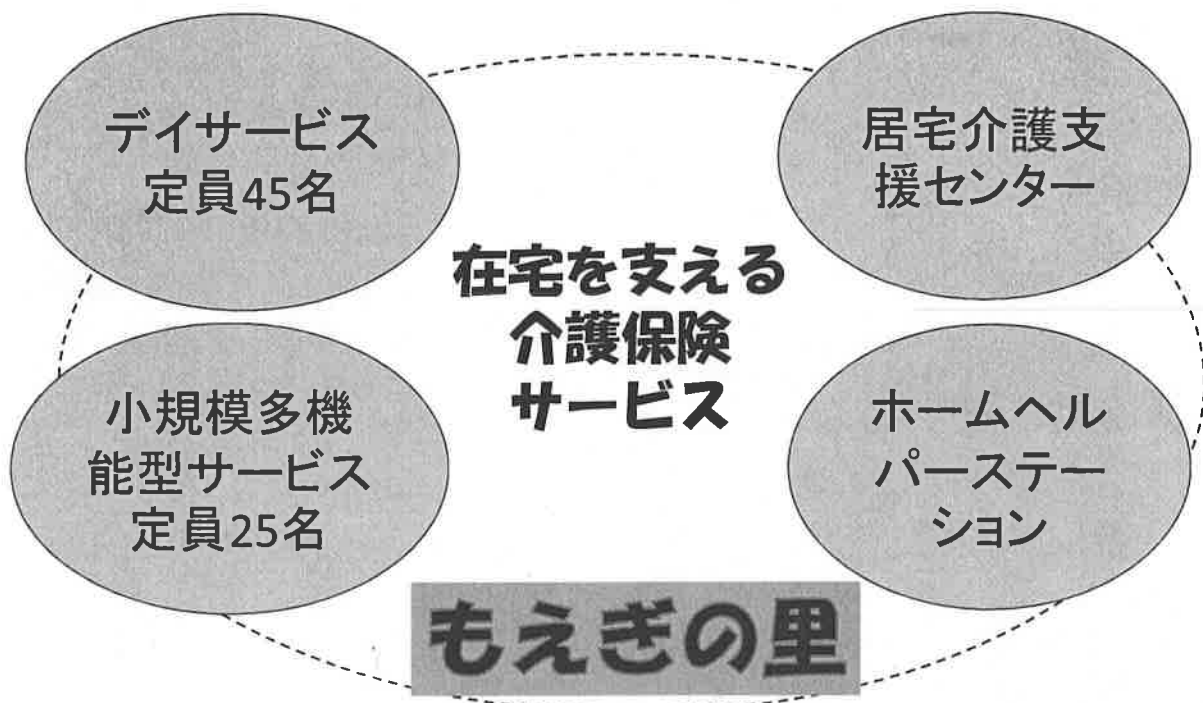 デイサービス
定員45名
居宅介護支
援センター
在宅を支える
介護保険
サービス
小規模多機
能型サービス
定員25名
ホームヘル
パーステー
ション
もえぎの里